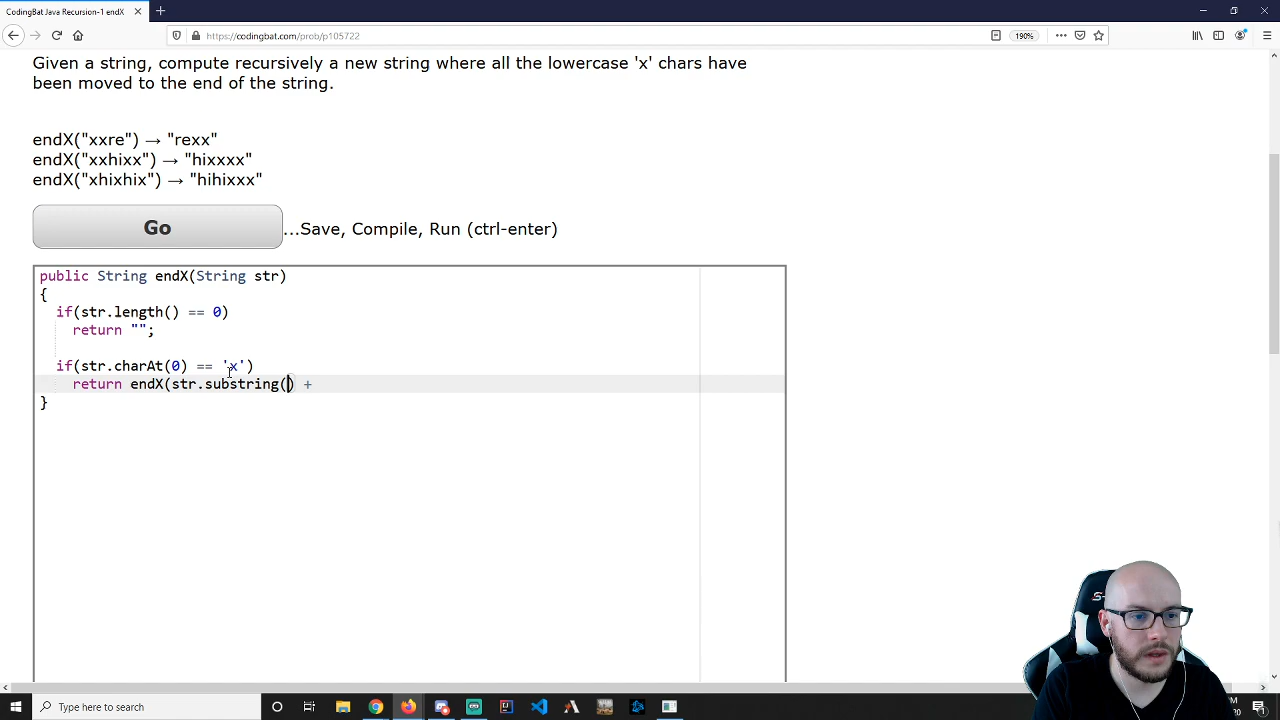 CodingBat Java Recursion-1 endX
https://codingbat.com/prob/p105722
190%
Given a string, compute recursively a new string where all the lowercase 'x' chars have
been moved to the end of the string.
endX("xxre") → "rexx"
endX("xxhixx") → "hixxxx"
endX("xhixhix") → "hihixxx"
Go
...Save, Compile, Run (ctrl-enter)
public String endX(String str)
{
if(str.length() == 0)
return "";
if(str.charAt(0) == 'x')
return endX(str.substring() +
}
Type here to search